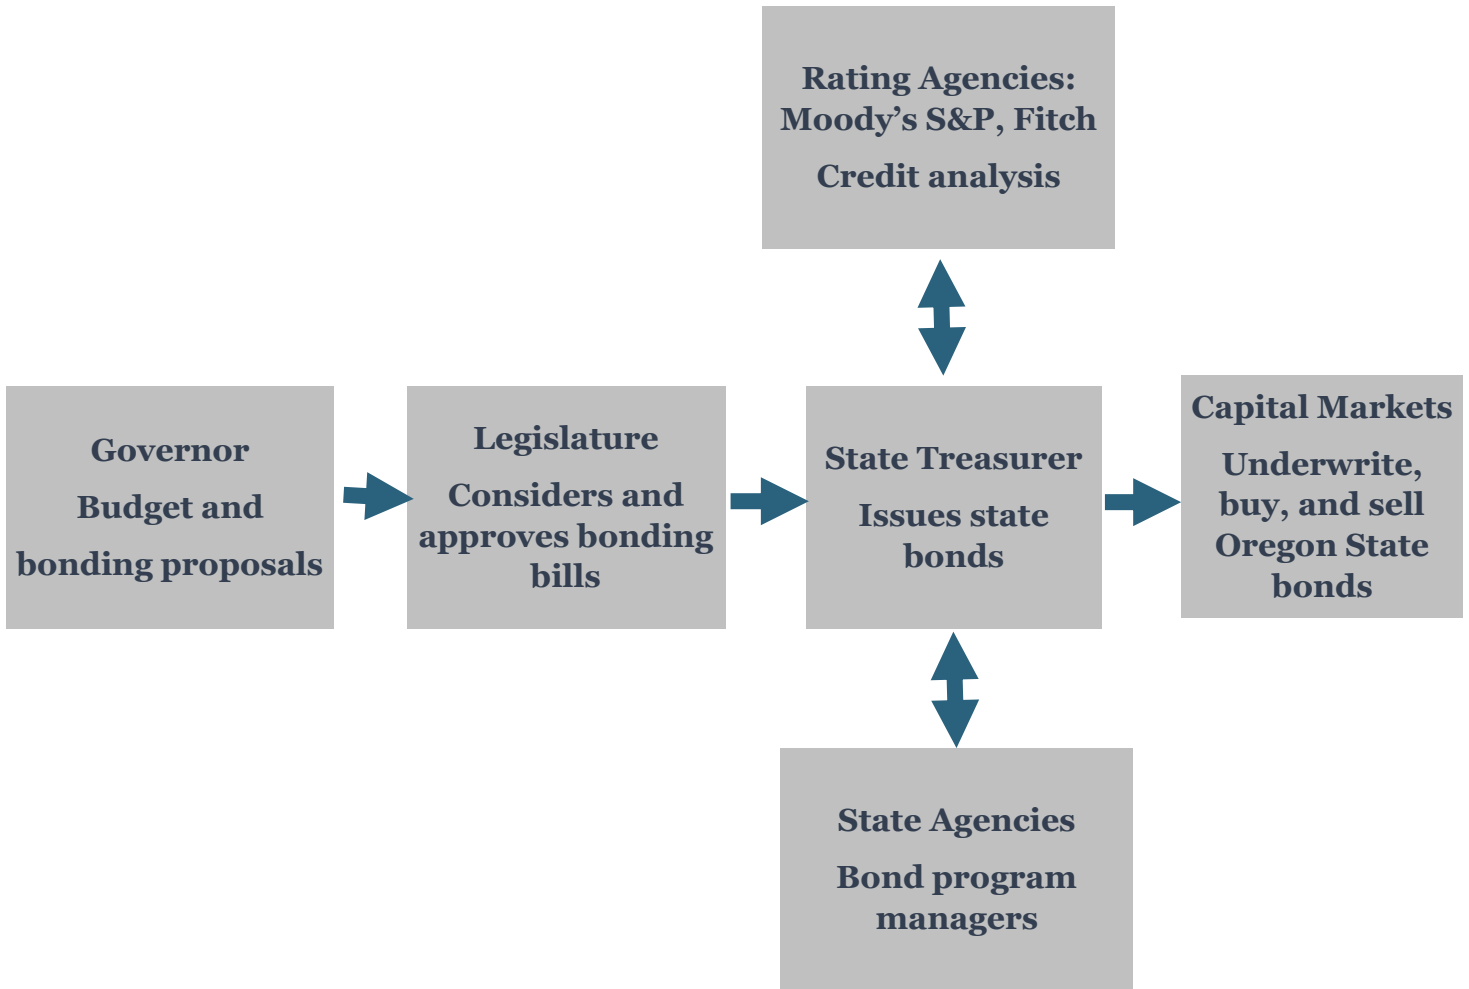 Rating Agencies:
Moody’s S&P, Fitch
Credit analysis
Governor
Budget and
bonding proposals
Legislature
Considers and
approves bonding
bills
State Treasurer
Issues state
bonds
Capital Markets
Underwrite,
buy, and sell
Oregon State
bonds
State Agencies
Bond program
managers